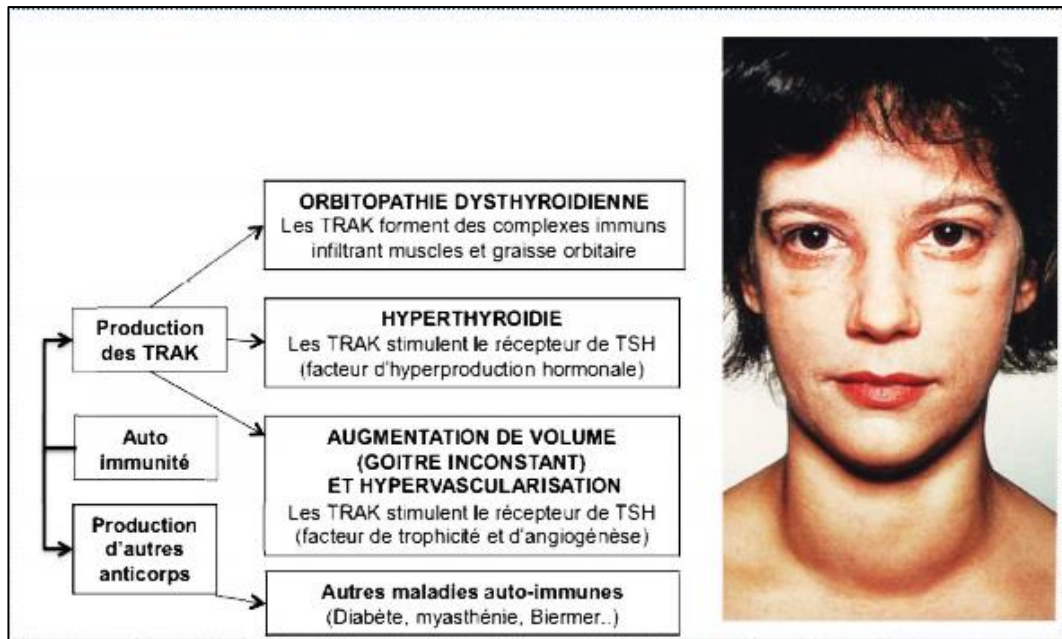 ORBITOPATHIE DYSTHYROIDIENNE
Les TRAK forment des complexes immuns
infiltrant muscles et graisse orbitaire
Production
des TRAK
HYPERTHYROIDIE
Les TRAK stimulent le récepteur de TSH
(facteur d'hyperproduction hormonale)
Auto
immunité
AUGMENTATION DE VOLUME
(GOITRE INCONSTANT)
ET HYPERVASCULARISATION
Les TRAK stimulent le récepteur de TSH
(facteur de trophicité et d'angiogénèse)
Production
d'autres
anticorps
Autres maladies auto-immunes
(Diabète, myasthénie, Biermer..)